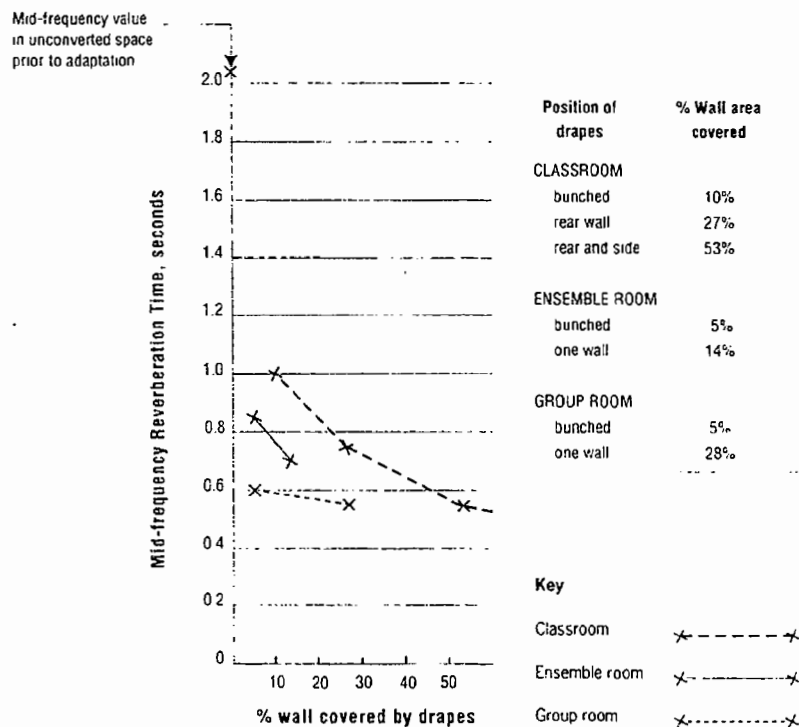 Mid-frequency value
in unconverted space
prior to adaptation
Mid-frequency Reverberation Time, seconds
2.0
1.8
1.6
1.4
1.2
1.0
0.8
0.6
0 4
0 2
0
10 20 30 40 50
% wall covered by drapes
Position of drapes % Wall area covered
CLASSROOM
bunched 10%
rear wall 27%
rear and side 53%
ENSEMBLE ROOM
bunched 5%
one wall 14%
GROUP ROOM
bunched 5%
one wall 28%
Key
Classroom
Ensemble room
Group room